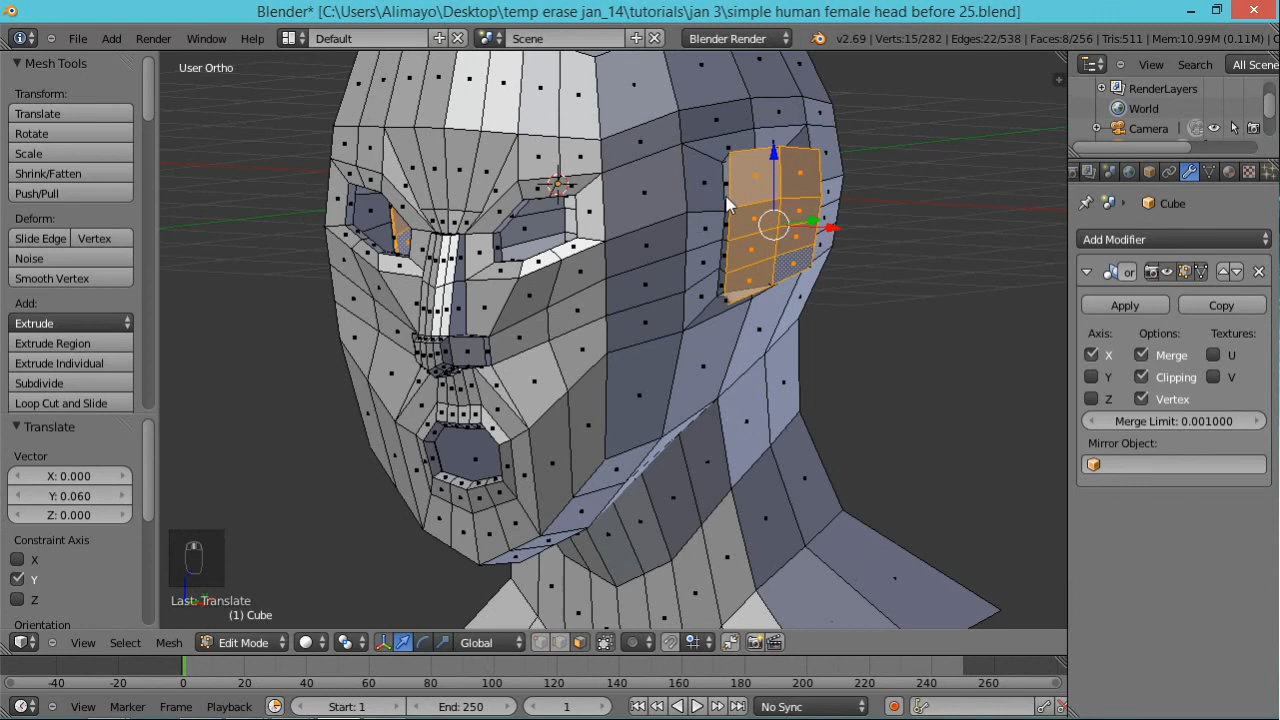 Blender* [C:\Users\Alimayo\Desktop\temp erase jan_14\tutorials\jan 3\simple human female head before 25.blend]
File Add Render Window Help Default Scene Blender Render v2.69 | Verts:15/282 | Edges:22/538 | Faces:8/256 | Tris:511 | Mem:10.99M (0.11M) |
View Search All Scene
RenderLayers
World
Camera
Mesh Tools
Transform:
Translate
Rotate
Scale
Shrink/Fatten
Push/Pull
Deform:
Slide Edge Vertex
Noise
Smooth Vertex
Add:
Extrude
Extrude Region
Extrude Individual
Subdivide
Loop Cut and Slide
Translate
Vector
X: 0.000
Y: 0.060
Z: 0.000
Constraint Axis
X
Y
Z
Orientation
User Ortho
Last: Translate
(1) Cube
Cube
Add Modifier
or
Apply Copy
Axis: Options: Textures:
X Merge U
Y Clipping V
Z Vertex
Merge Limit: 0.001000
Mirror Object:
View Select Mesh Edit Mode Global
-40 -20 0 20 40 60 80 100 120 140 160 180 200 220 240 260
View Marker Frame Playback Start: 1 End: 250 1 No Sync